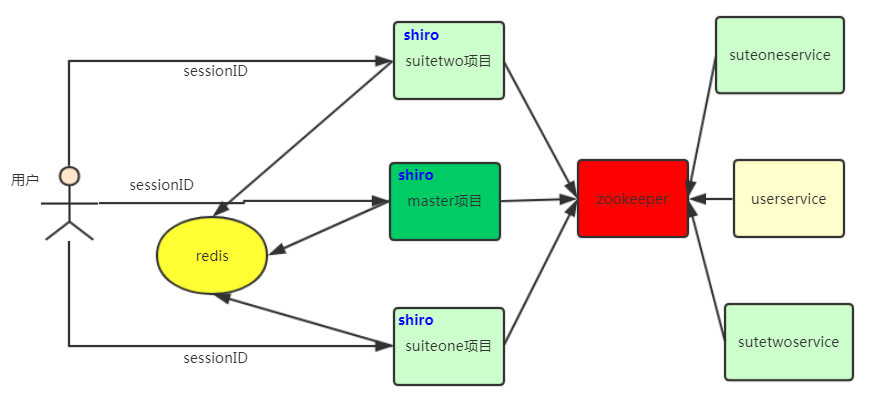 shiro
suitetwo项目
suteoneservice
sessionID
用户
sessionID
shiro
master项目
zookeeper
userservice
redis
shiro
suiteone项目
sutetwoservice
sessionID